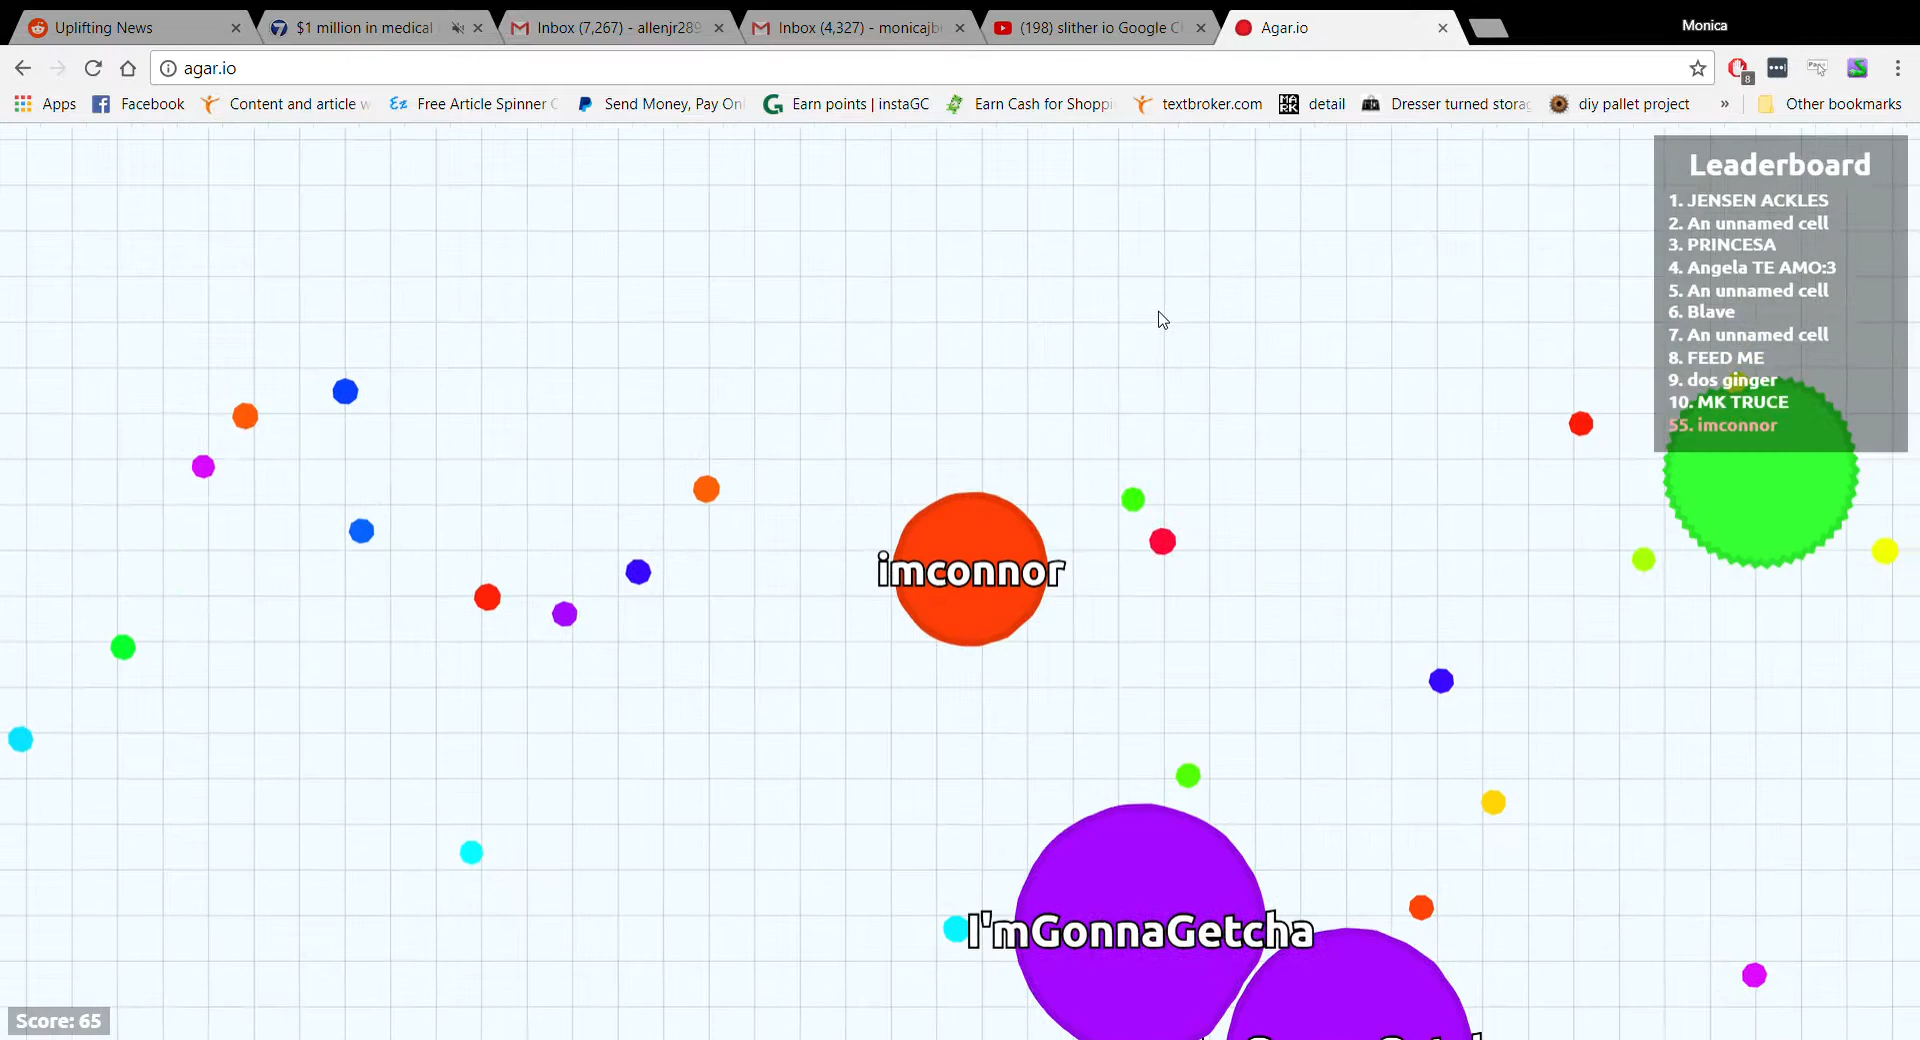 Uplifting News
$1 million in medical
Inbox (7,267) - allenjr289
Inbox (4,327) - monicajb
(198) slither io Google C
Agar.io
Monica
agar.io
8
Apps
Facebook
Content and article w
Ez
Free Article Spinner
Send Money, Pay Onl
Earn points | instaGC
Earn Cash for Shoppi
textbroker.com
MARK
detail
Dresser turned storag
diy pallet project
»
Other bookmarks
Leaderboard
1. JENSEN ACKLES
2. An unnamed cell
3. PRINCESA
4. Angela TE AMO:3
5. An unnamed cell
6. Blave
7. An unnamed cell
8. FEED ME
9. dos ginger
10. MK TRUCE
55. imconnor
imconnor
I'mGonnaGetcha
Score: 65